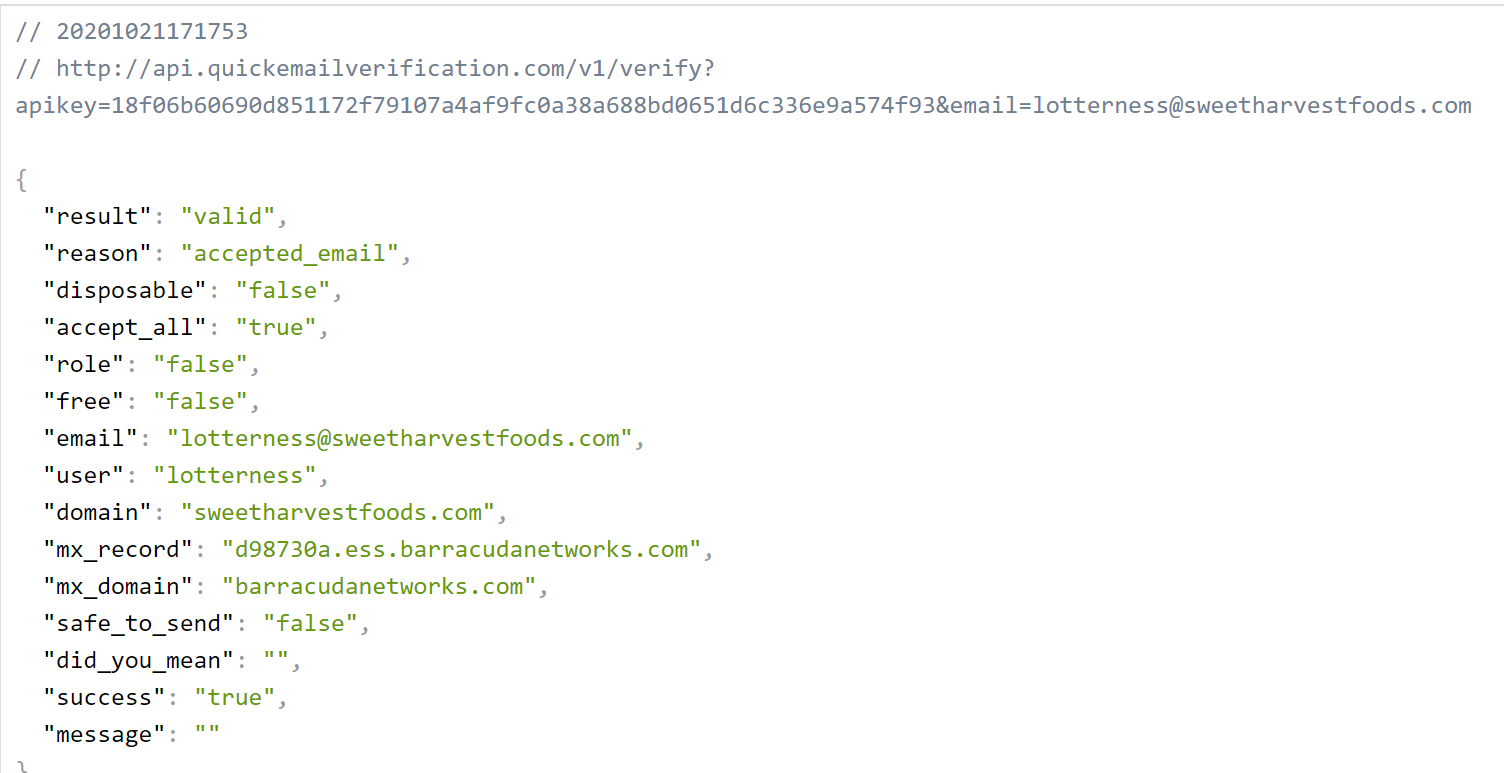 // 20201021171753
// http://api.quickemailverification.com/v1/verify?
apikey=18f06b60690d851172f79107a4af9fc0a38a688bd0651d6c336e9a574f93&email=lotterness@sweetharvestfoods.com
{
"result": "valid",
"reason": "accepted_email",
"disposable": "false",
"accept_all": "true",
"role": "false",
"free": "false",
"email": "lotterness@sweetharvestfoods.com",
"user": "lotterness",
"domain": "sweetharvestfoods.com",
"mx_record": "d98730a.ess.barracudanetworks.com",
"mx_domain": "barracudanetworks.com",
"safe_to_send": "false",
"did_you_mean": "",
"success": "true",
"message": ""
}